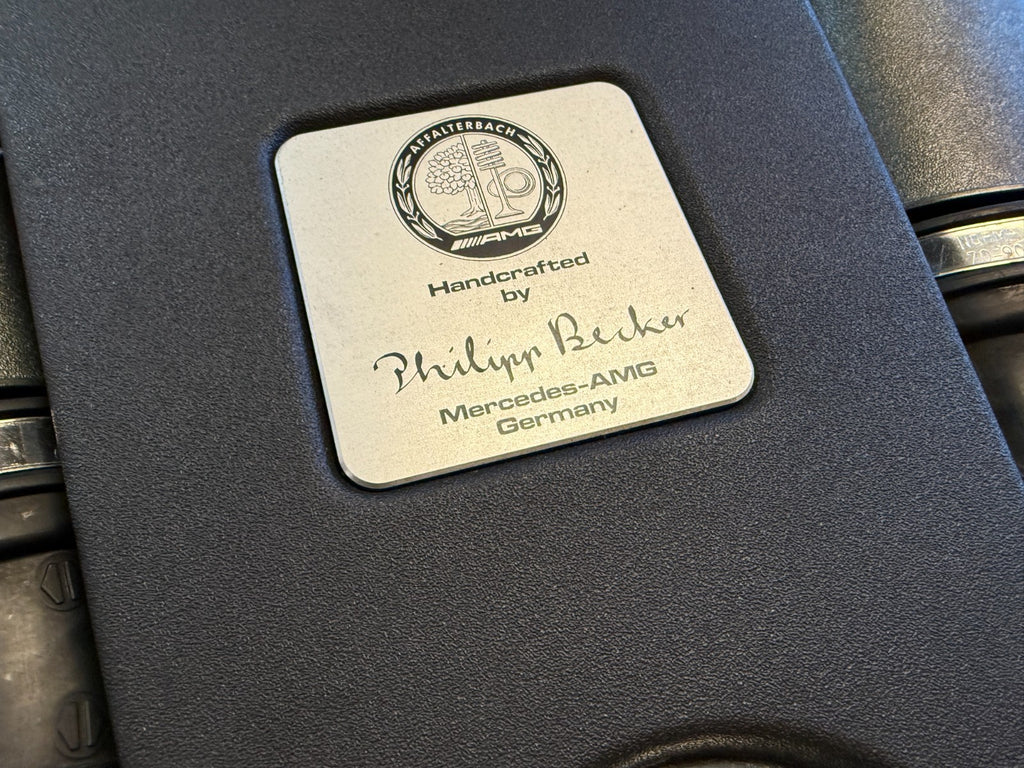 AFFALTERBACH
AMG
Handcrafted
by
Philipp Becker
Mercedes-AMG
Germany